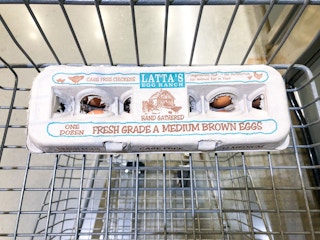 CAGE FREE CHICKENS
LATTA'S
EGG RANCH
HAND GATHERED
ONE
DOZEN
FRESH GRADE A MEDIUM BROWN EGGS